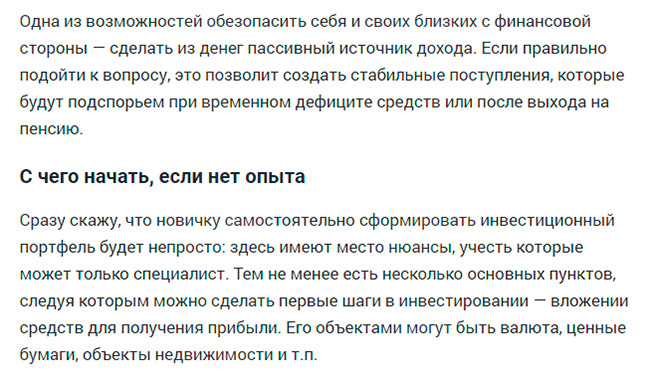 Одна из возможностей обезопасить себя и своих близких с финансовой
стороны — сделать из денег пассивный источник дохода. Если правильно
подойти к вопросу, это позволит создать стабильные поступления, которые
будут подспорьем при временном дефиците средств или после выхода на
пенсию.
С чего начать, если нет опыта
Сразу скажу, что новичку самостоятельно сформировать инвестиционный
портфель будет непросто: здесь имеют место нюансы, учесть которые
может только специалист. Тем не менее есть несколько основных пунктов,
следуя которым можно сделать первые шаги в инвестировании — вложении
средств для получения прибыли. Его объектами могут быть валюта, ценные
бумаги, объекты недвижимости и т.п.